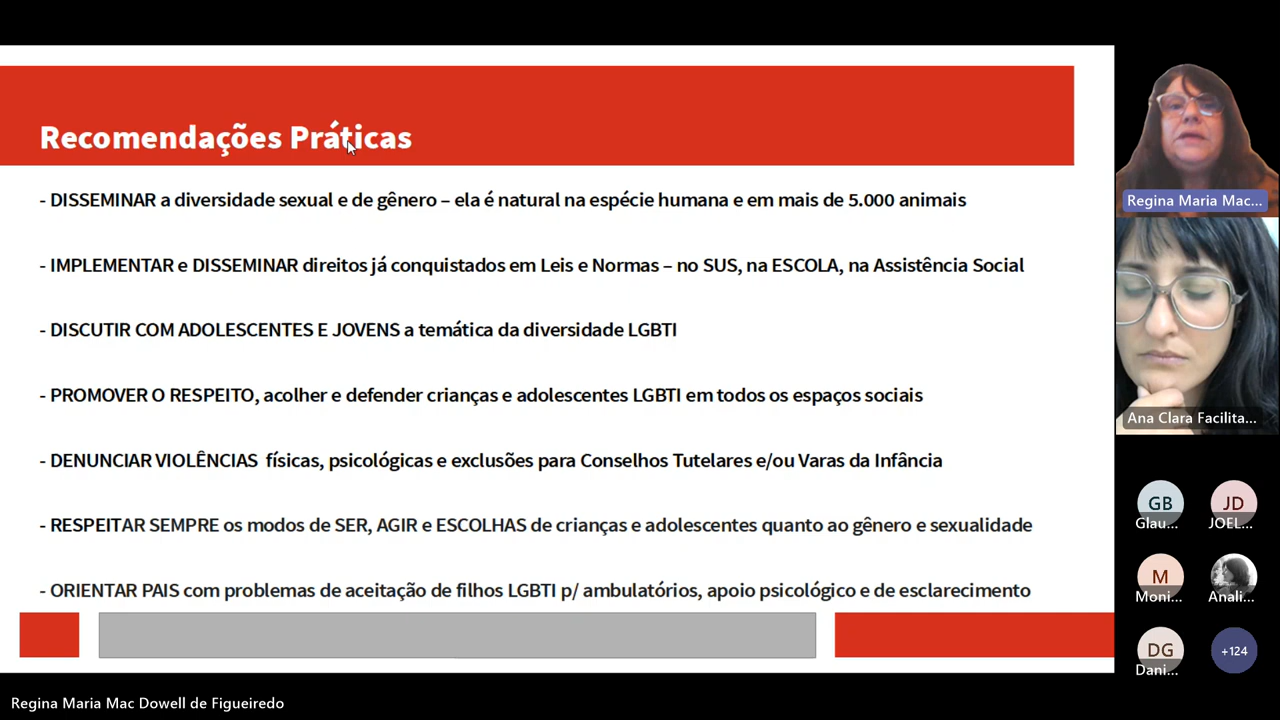 Recomendações Práticas
- DISSEMINAR a diversidade sexual e de gênero – ela é natural na espécie humana e em mais de 5.000 animais
- IMPLEMENTAR e DISSEMINAR direitos já conquistados em Leis e Normas – no SUS, na ESCOLA, na Assistência Social
- DISCUTIR COM ADOLESCENTES E JOVENS a temática da diversidade LGBTI
- PROMOVER O RESPEITO, acolher e defender crianças e adolescentes LGBTI em todos os espaços sociais
- DENUNCIAR VIOLÊNCIAS físicas, psicológicas e exclusões para Conselhos Tutelares e/ou Varas da Infância
- RESPEITAR SEMPRE os modos de SER, AGIR e ESCOLHAS de crianças e adolescentes quanto ao gênero e sexualidade
- ORIENTAR PAIS com problemas de aceitação de filhos LGBTI p/ ambulatórios, apoio psicológico e de esclarecimento
Regina Maria Mac...
Ana Clara Facilita...
GB
Glau...
JD
JOEL...
M
Moni...
Anali...
DG
Dani...
+124
Regina Maria Mac Dowell de Figueiredo